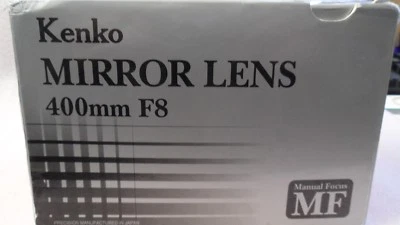 Kenko
MIRROR LENS
400mm F8
Manual Focus
MF